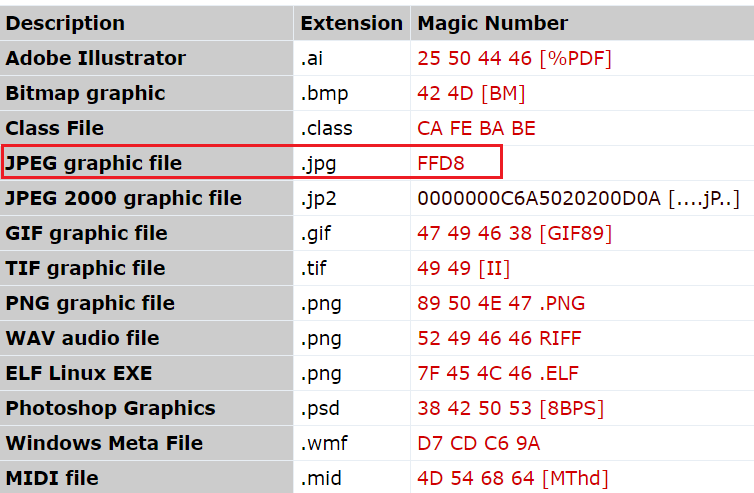 Description Extension Magic Number
Adobe Illustrator .ai 25 50 44 46 [%PDF]
Bitmap graphic .bmp 42 4D [BM]
Class File .class CA FE BA BE
JPEG graphic file .jpg FFD8
JPEG 2000 graphic file .jp2 0000000C6A5020200D0A [....jP..]
GIF graphic file .gif 47 49 46 38 [GIF89]
TIF graphic file .tif 49 49 [II]
PNG graphic file .png 89 50 4E 47 .PNG
WAV audio file .png 52 49 46 46 RIFF
ELF Linux EXE .png 7F 45 4C 46 .ELF
Photoshop Graphics .psd 38 42 50 53 [8BPS]
Windows Meta File .wmf D7 CD C6 9A
MIDI file .mid 4D 54 68 64 [MThd]